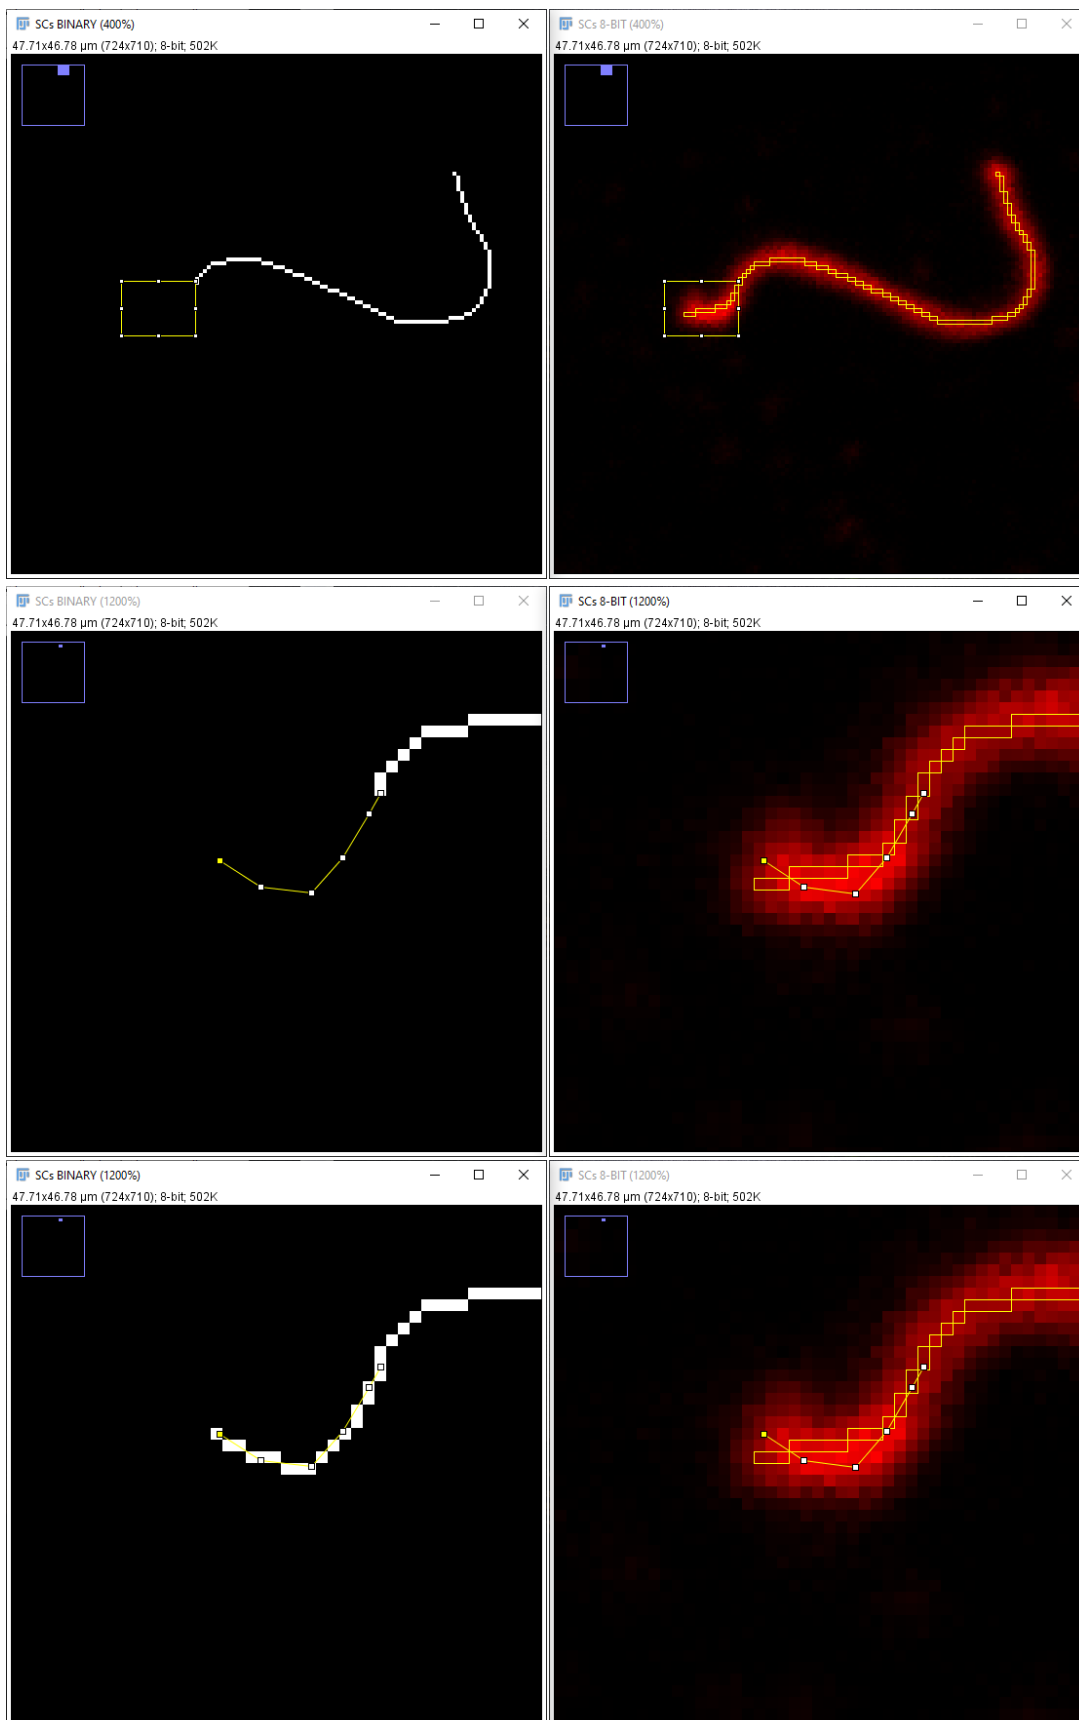 SCs BINARY (400%)
47.71x46.78 µm (724x710); 8-bit; 502K
SCs 8-BIT (400%)
47.71x46.78 µm (724x710); 8-bit; 502K
SCs BINARY (1200%)
47.71x46.78 µm (724x710); 8-bit; 502K
SCs 8-BIT (1200%)
47.71x46.78 µm (724x710); 8-bit; 502K
SCs BINARY (1200%)
47.71x46.78 µm (724x710); 8-bit; 502K
SCs 8-BIT (1200%)
47.71x46.78 µm (724x710); 8-bit; 502K